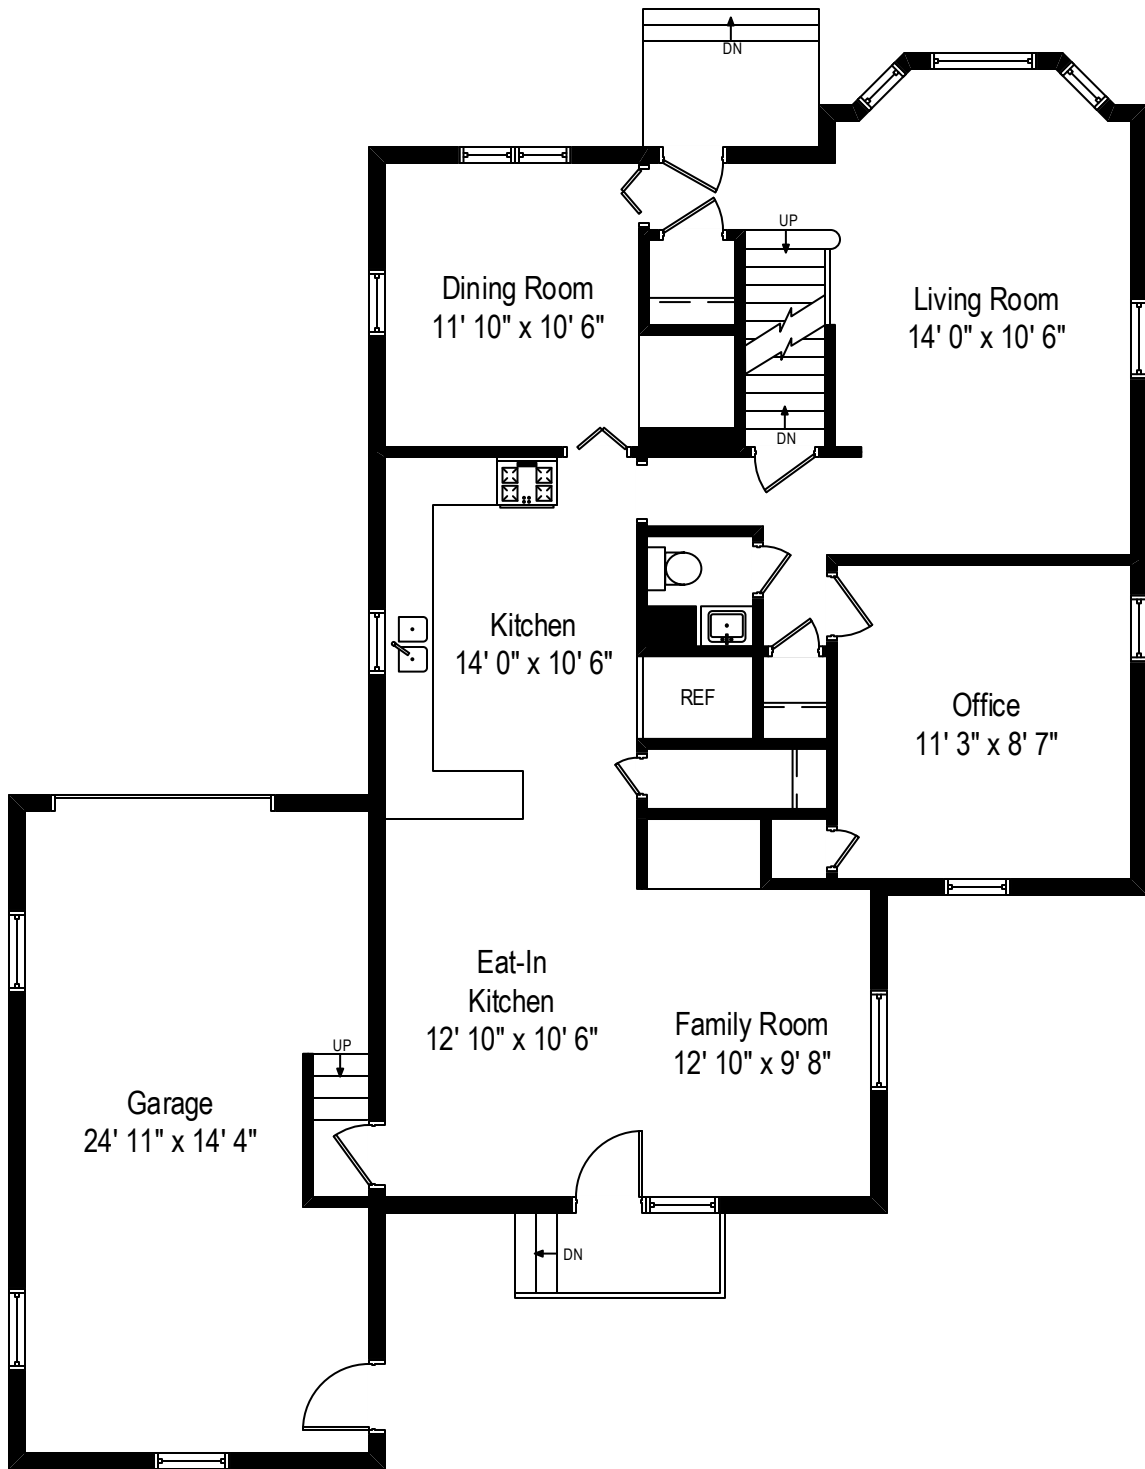 DN
UP
Dining Room
11' 10" x 10' 6"
Living Room
14' 0" x 10' 6"
DN
Kitchen
14' 0" x 10' 6"
REF
Office
11' 3" x 8' 7"
Eat-In
Kitchen
12' 10" x 10' 6"
Family Room
12' 10" x 9' 8"
UP
Garage
24' 11" x 14' 4"
DN